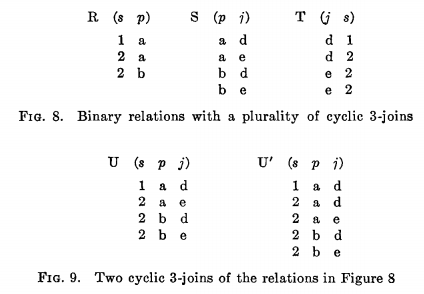 R (s p) S (p j) T (j s)
1 a a d d 1
2 a a e d 2
2 b b d e 2
b e e 2
FIG. 8. Binary relations with a plurality of cyclic 3-joins
U (s p j) U′ (s p j)
1 a d 1 a d
2 a e 2 a d
2 b d 2 a e
2 b e 2 b d
2 b e
FIG. 9. Two cyclic 3-joins of the relations in Figure 8